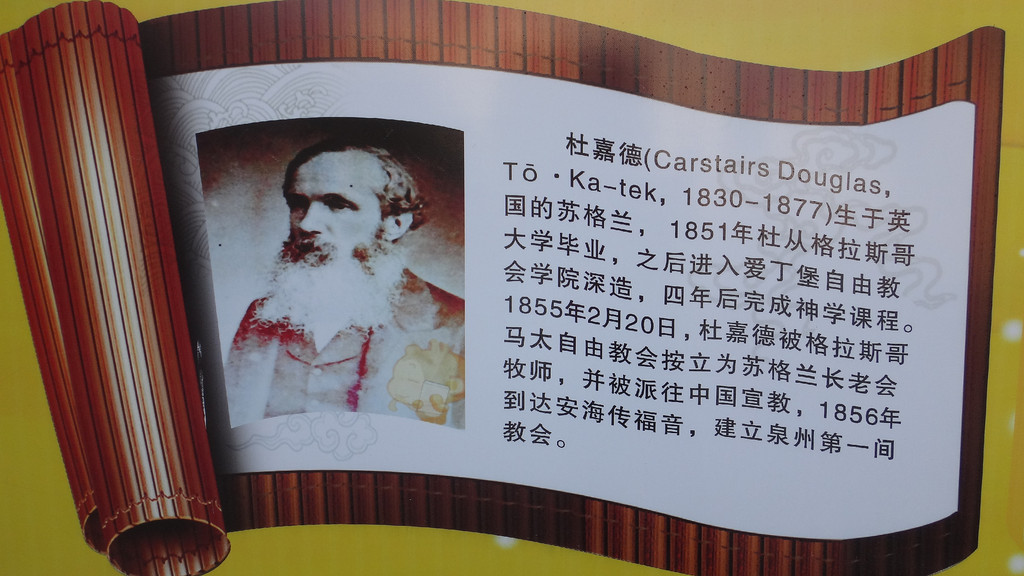 杜嘉德(Carstairs Douglas,
Tō·Ka-tek, 1830-1877)生于英
国的苏格兰，1851年杜从格拉斯哥
大学毕业，之后进入爱丁堡自由教
会学院深造，四年后完成神学课程。
1855年2月20日,杜嘉德被格拉斯哥
马太自由教会按立为苏格兰长老会
牧师，并被派往中国宣教，1856年
到达安海传福音，建立泉州第一间
教会。